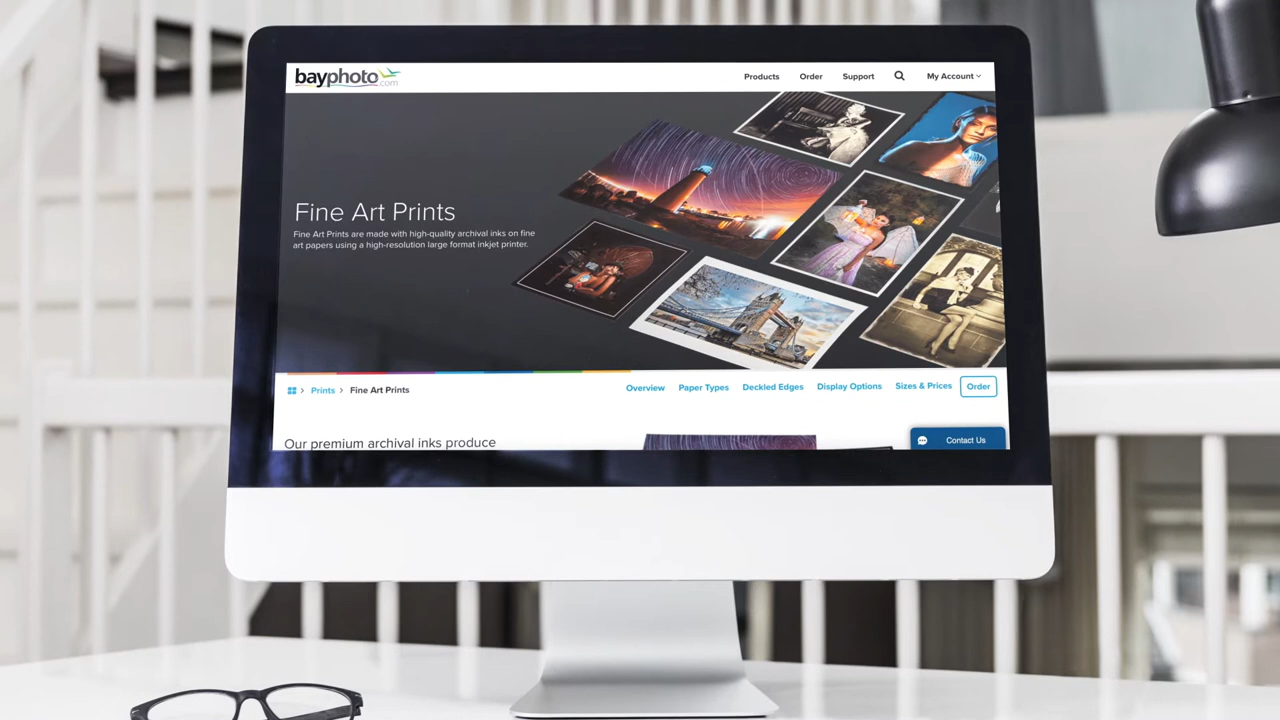 bayphoto.com
Products Order Support My Account
Fine Art Prints
Fine Art Prints are made with high-quality archival inks on fine
art papers using a high-resolution large format inkjet printer.
Prints > Fine Art Prints
Overview Paper Types Deckled Edges Display Options Sizes & Prices Order
Our premium archival inks produce
Contact Us